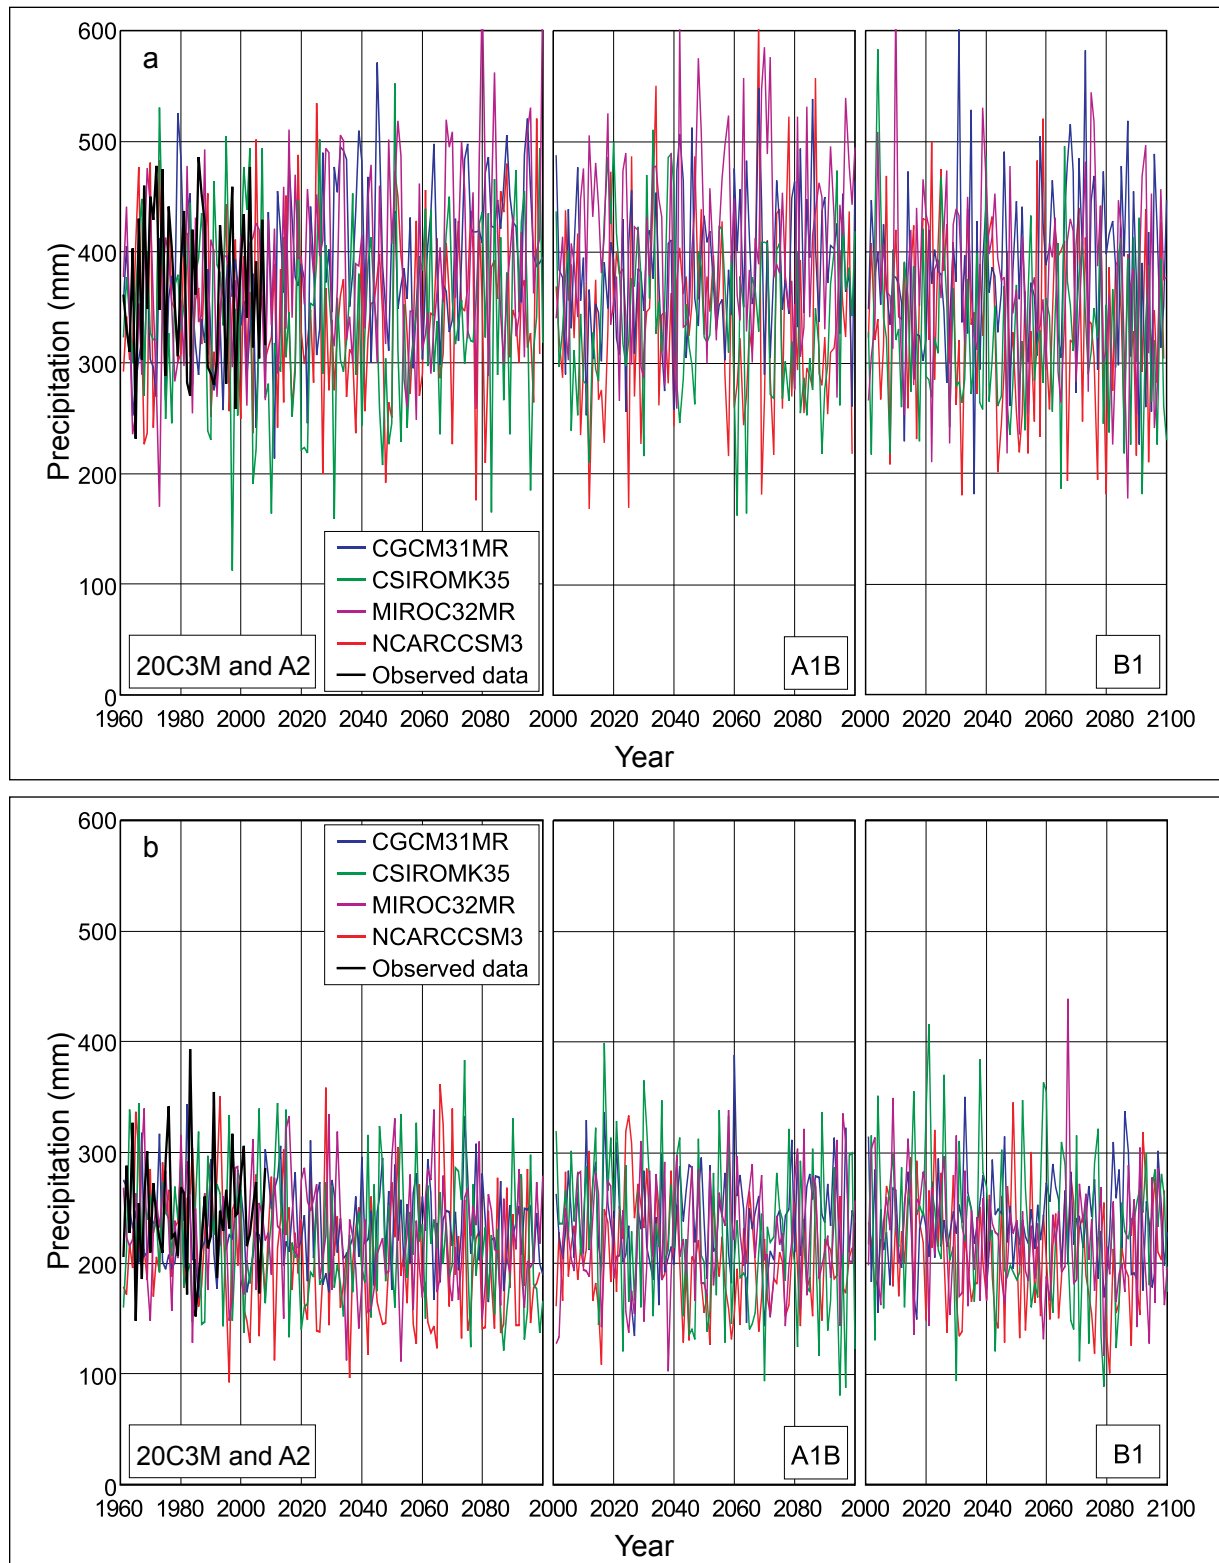 a
600
500
400
300
200
100
0
Precipitation (mm)
CGCM31MR
CSIROMK35
MIROC32MR
NCARCCSM3
Observed data
20C3M and A2
A1B
B1
1960 1980 2000 2020 2040 2060 2080 2000 2020 2040 2060 2080 2000 2020 2040 2060 2080 2100
Year
b
600
500
400
300
200
100
0
Precipitation (mm)
CGCM31MR
CSIROMK35
MIROC32MR
NCARCCSM3
Observed data
20C3M and A2
A1B
B1
1960 1980 2000 2020 2040 2060 2080 2000 2020 2040 2060 2080 2000 2020 2040 2060 2080 2100
Year